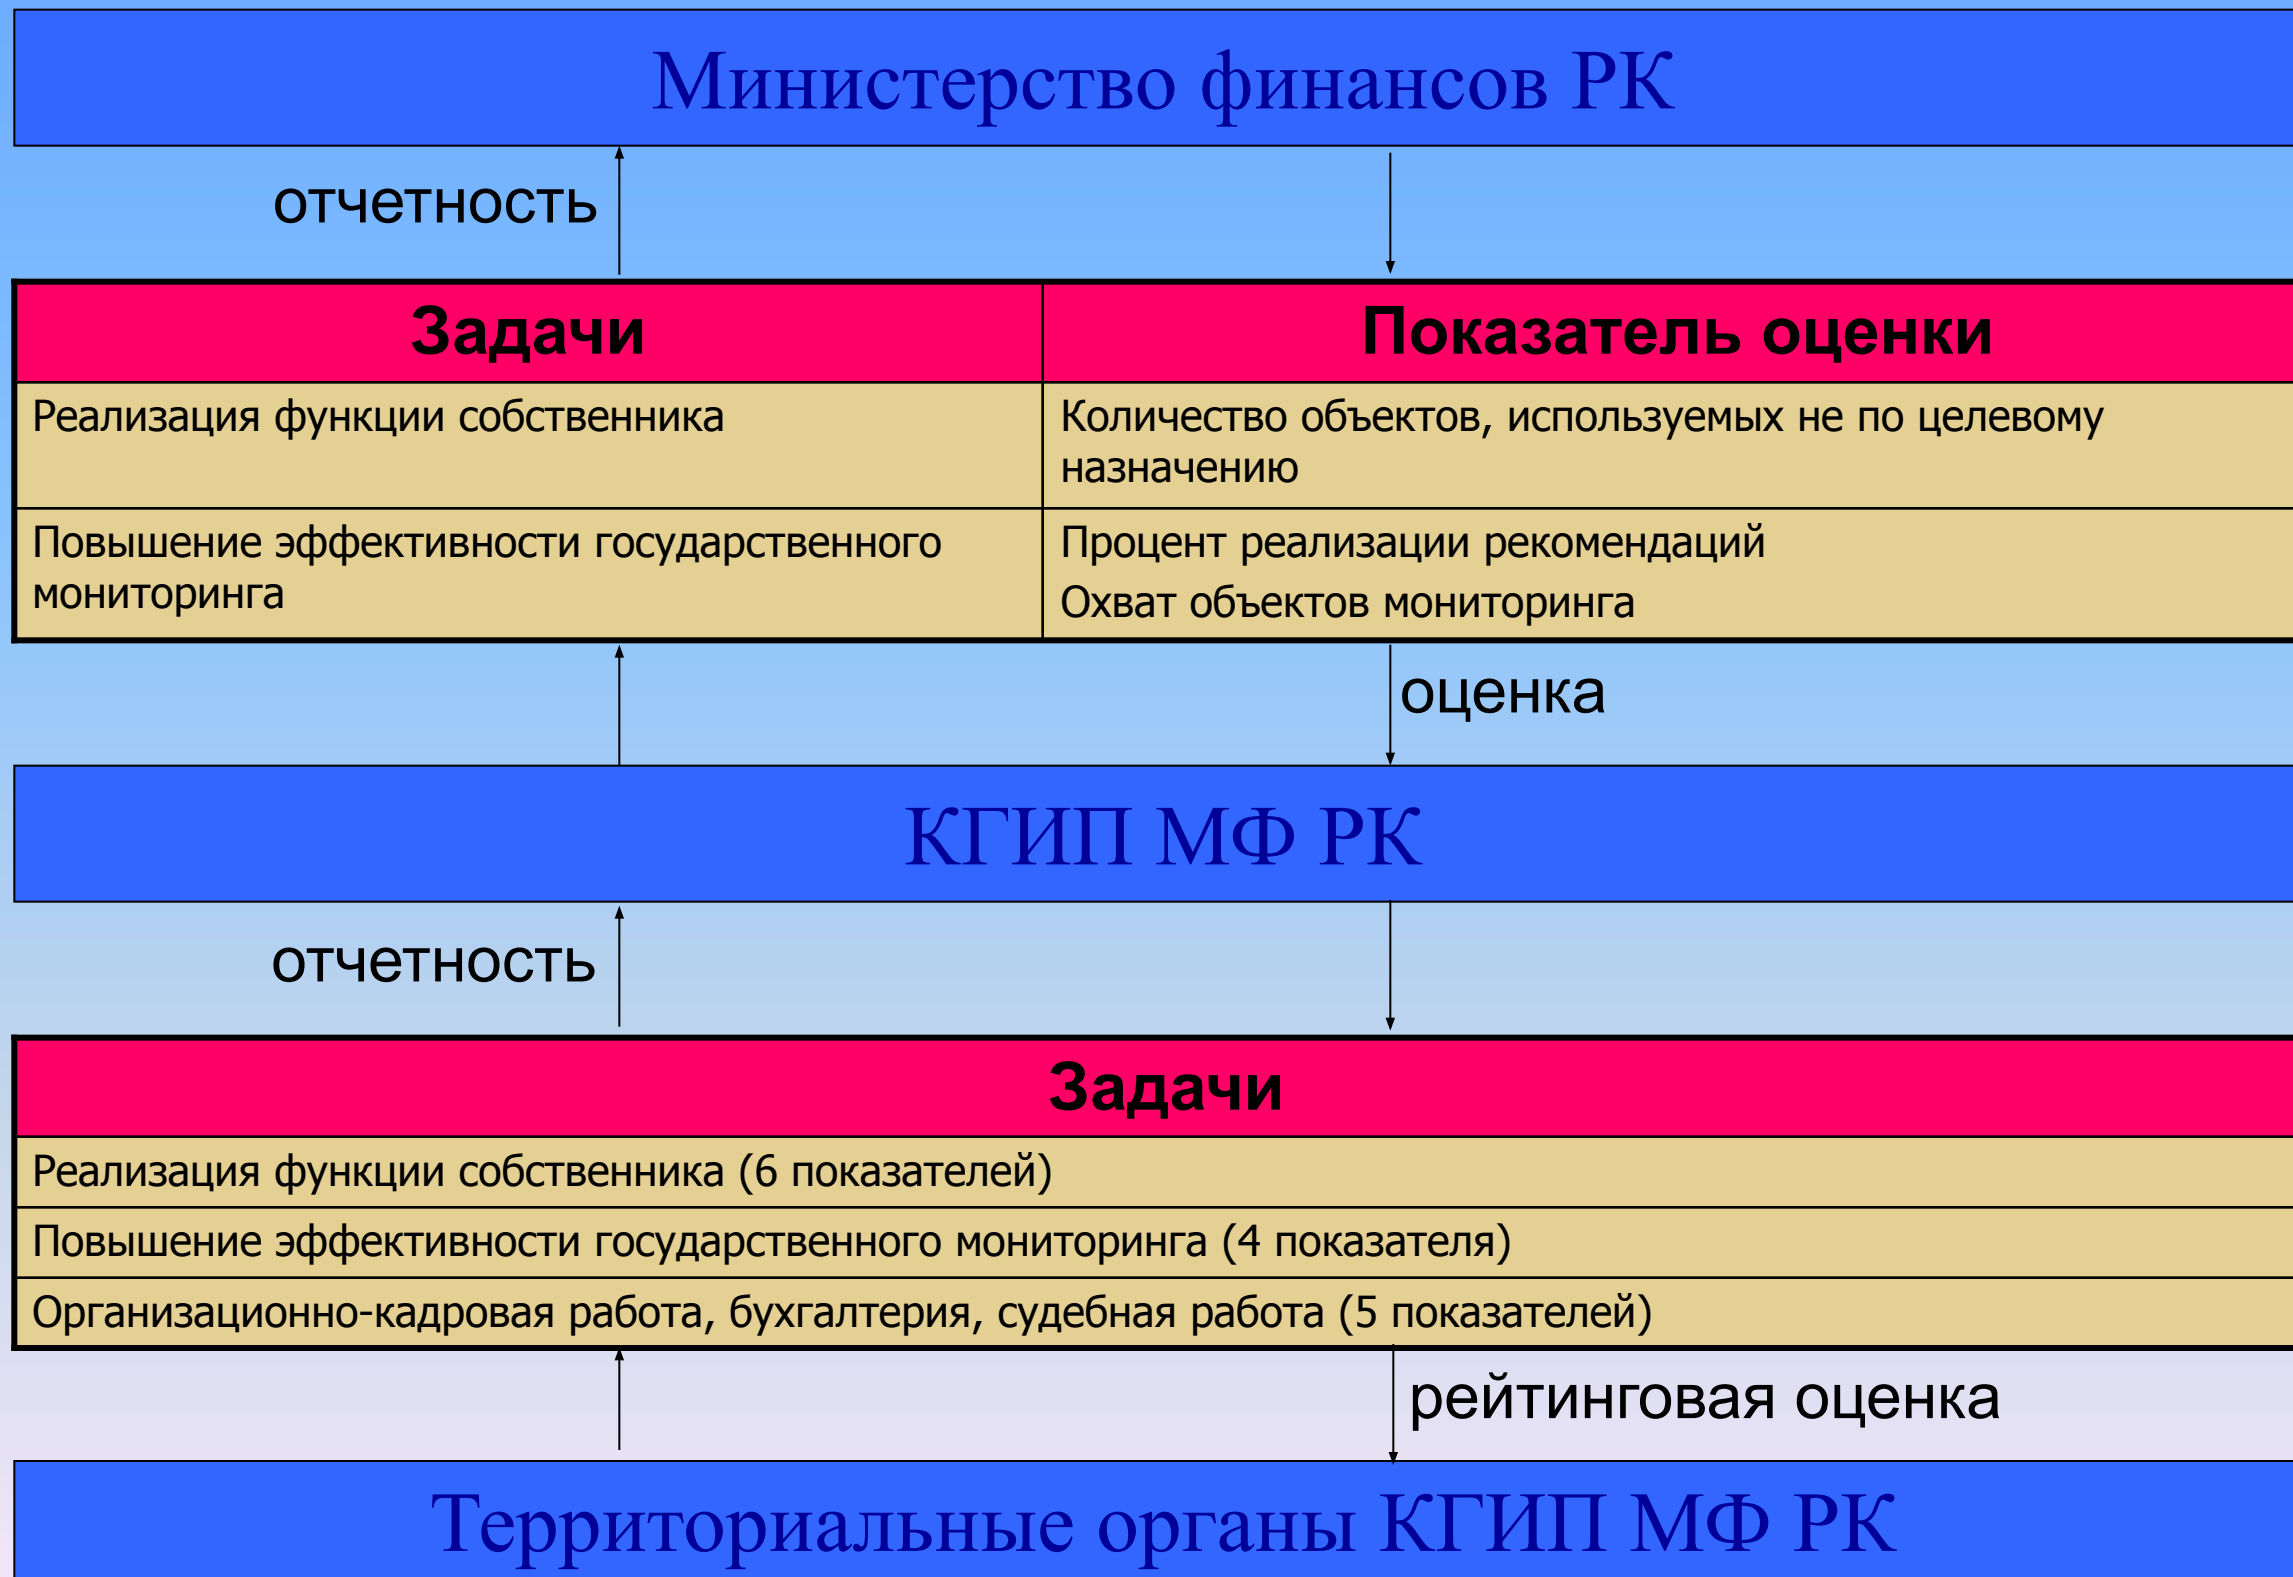 Министерство финансов РК
отчетность
Задачи
Показатель оценки
Реализация функции собственника
Количество объектов, используемых не по целевому
назначению
Повышение эффективности государственного
мониторинга
Процент реализации рекомендаций
Охват объектов мониторинга
оценка
КГИП МФ РК
отчетность
Задачи
Реализация функции собственника (6 показателей)
Повышение эффективности государственного мониторинга (4 показателя)
Организационно-кадровая работа, бухгалтерия, судебная работа (5 показателей)
рейтинговая оценка
Территориальные органы КГИП МФ РК